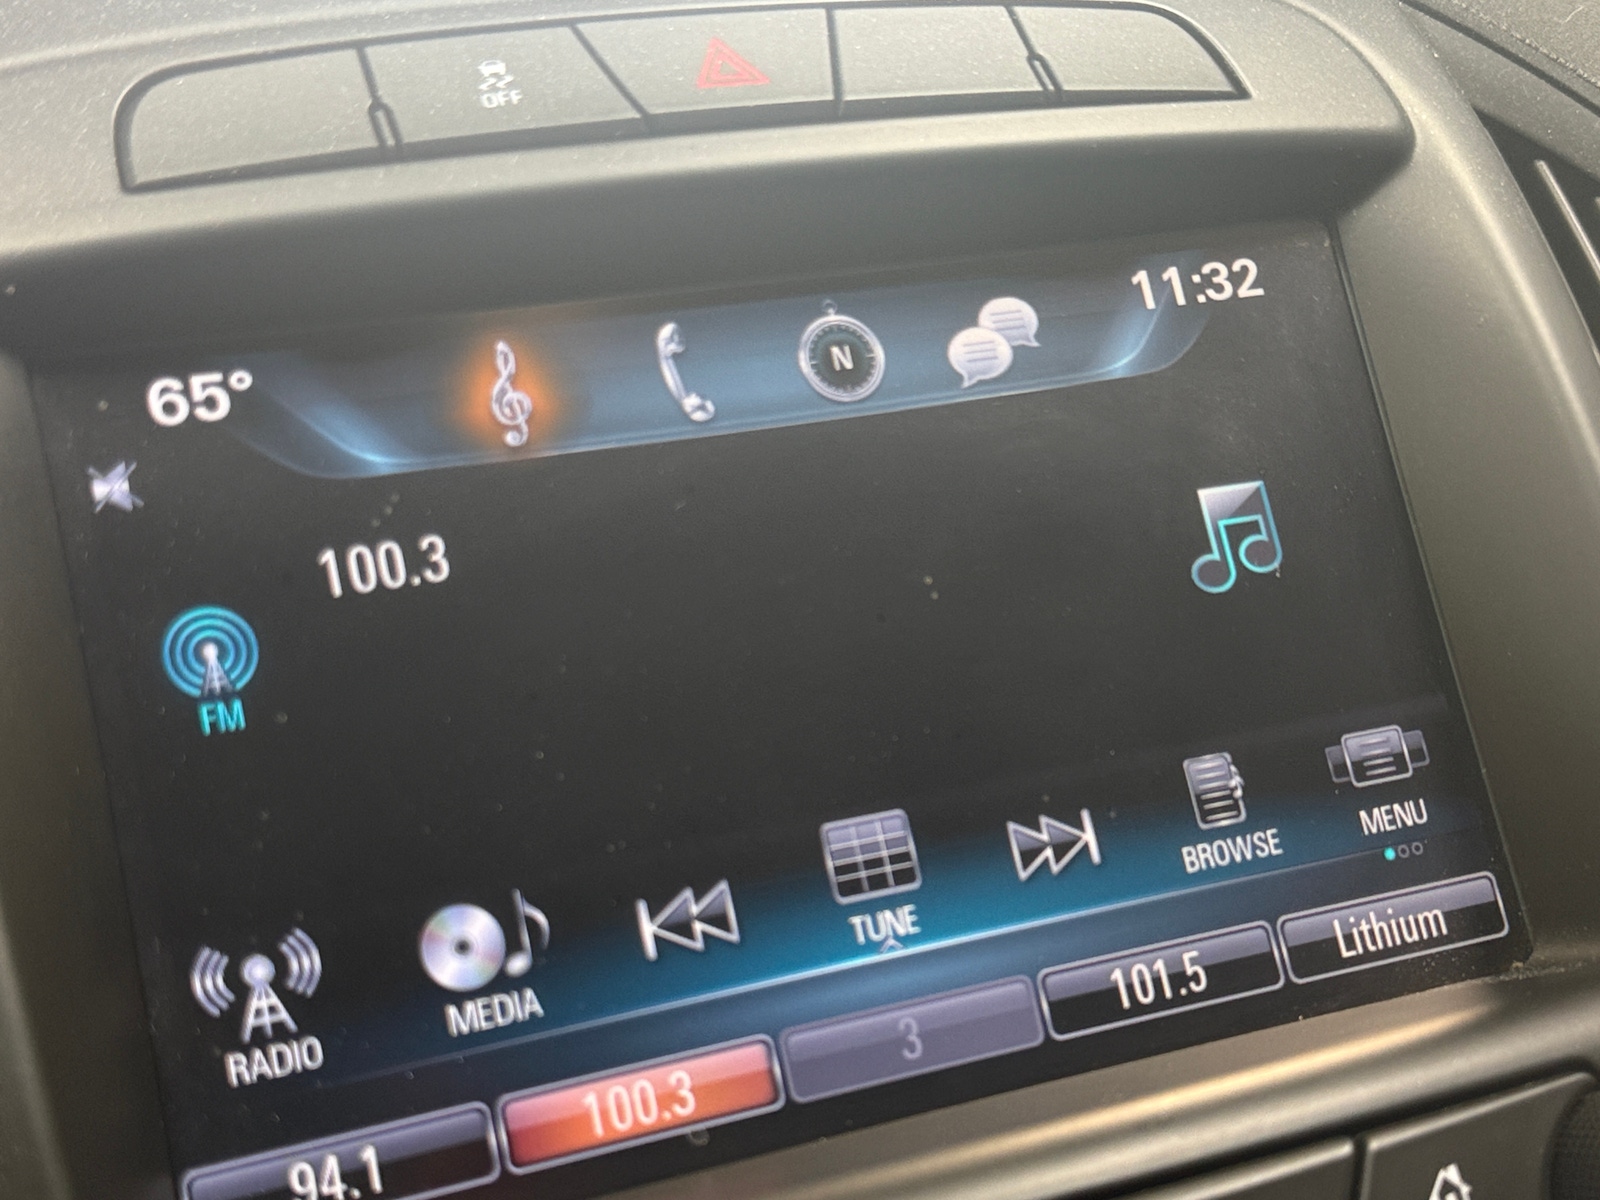 OFF
11:32
65°
N
100.3
FM
MENU
BROWSE
TUNE
MEDIA
RADIO
94.1
100.3
3
101.5
Lithium